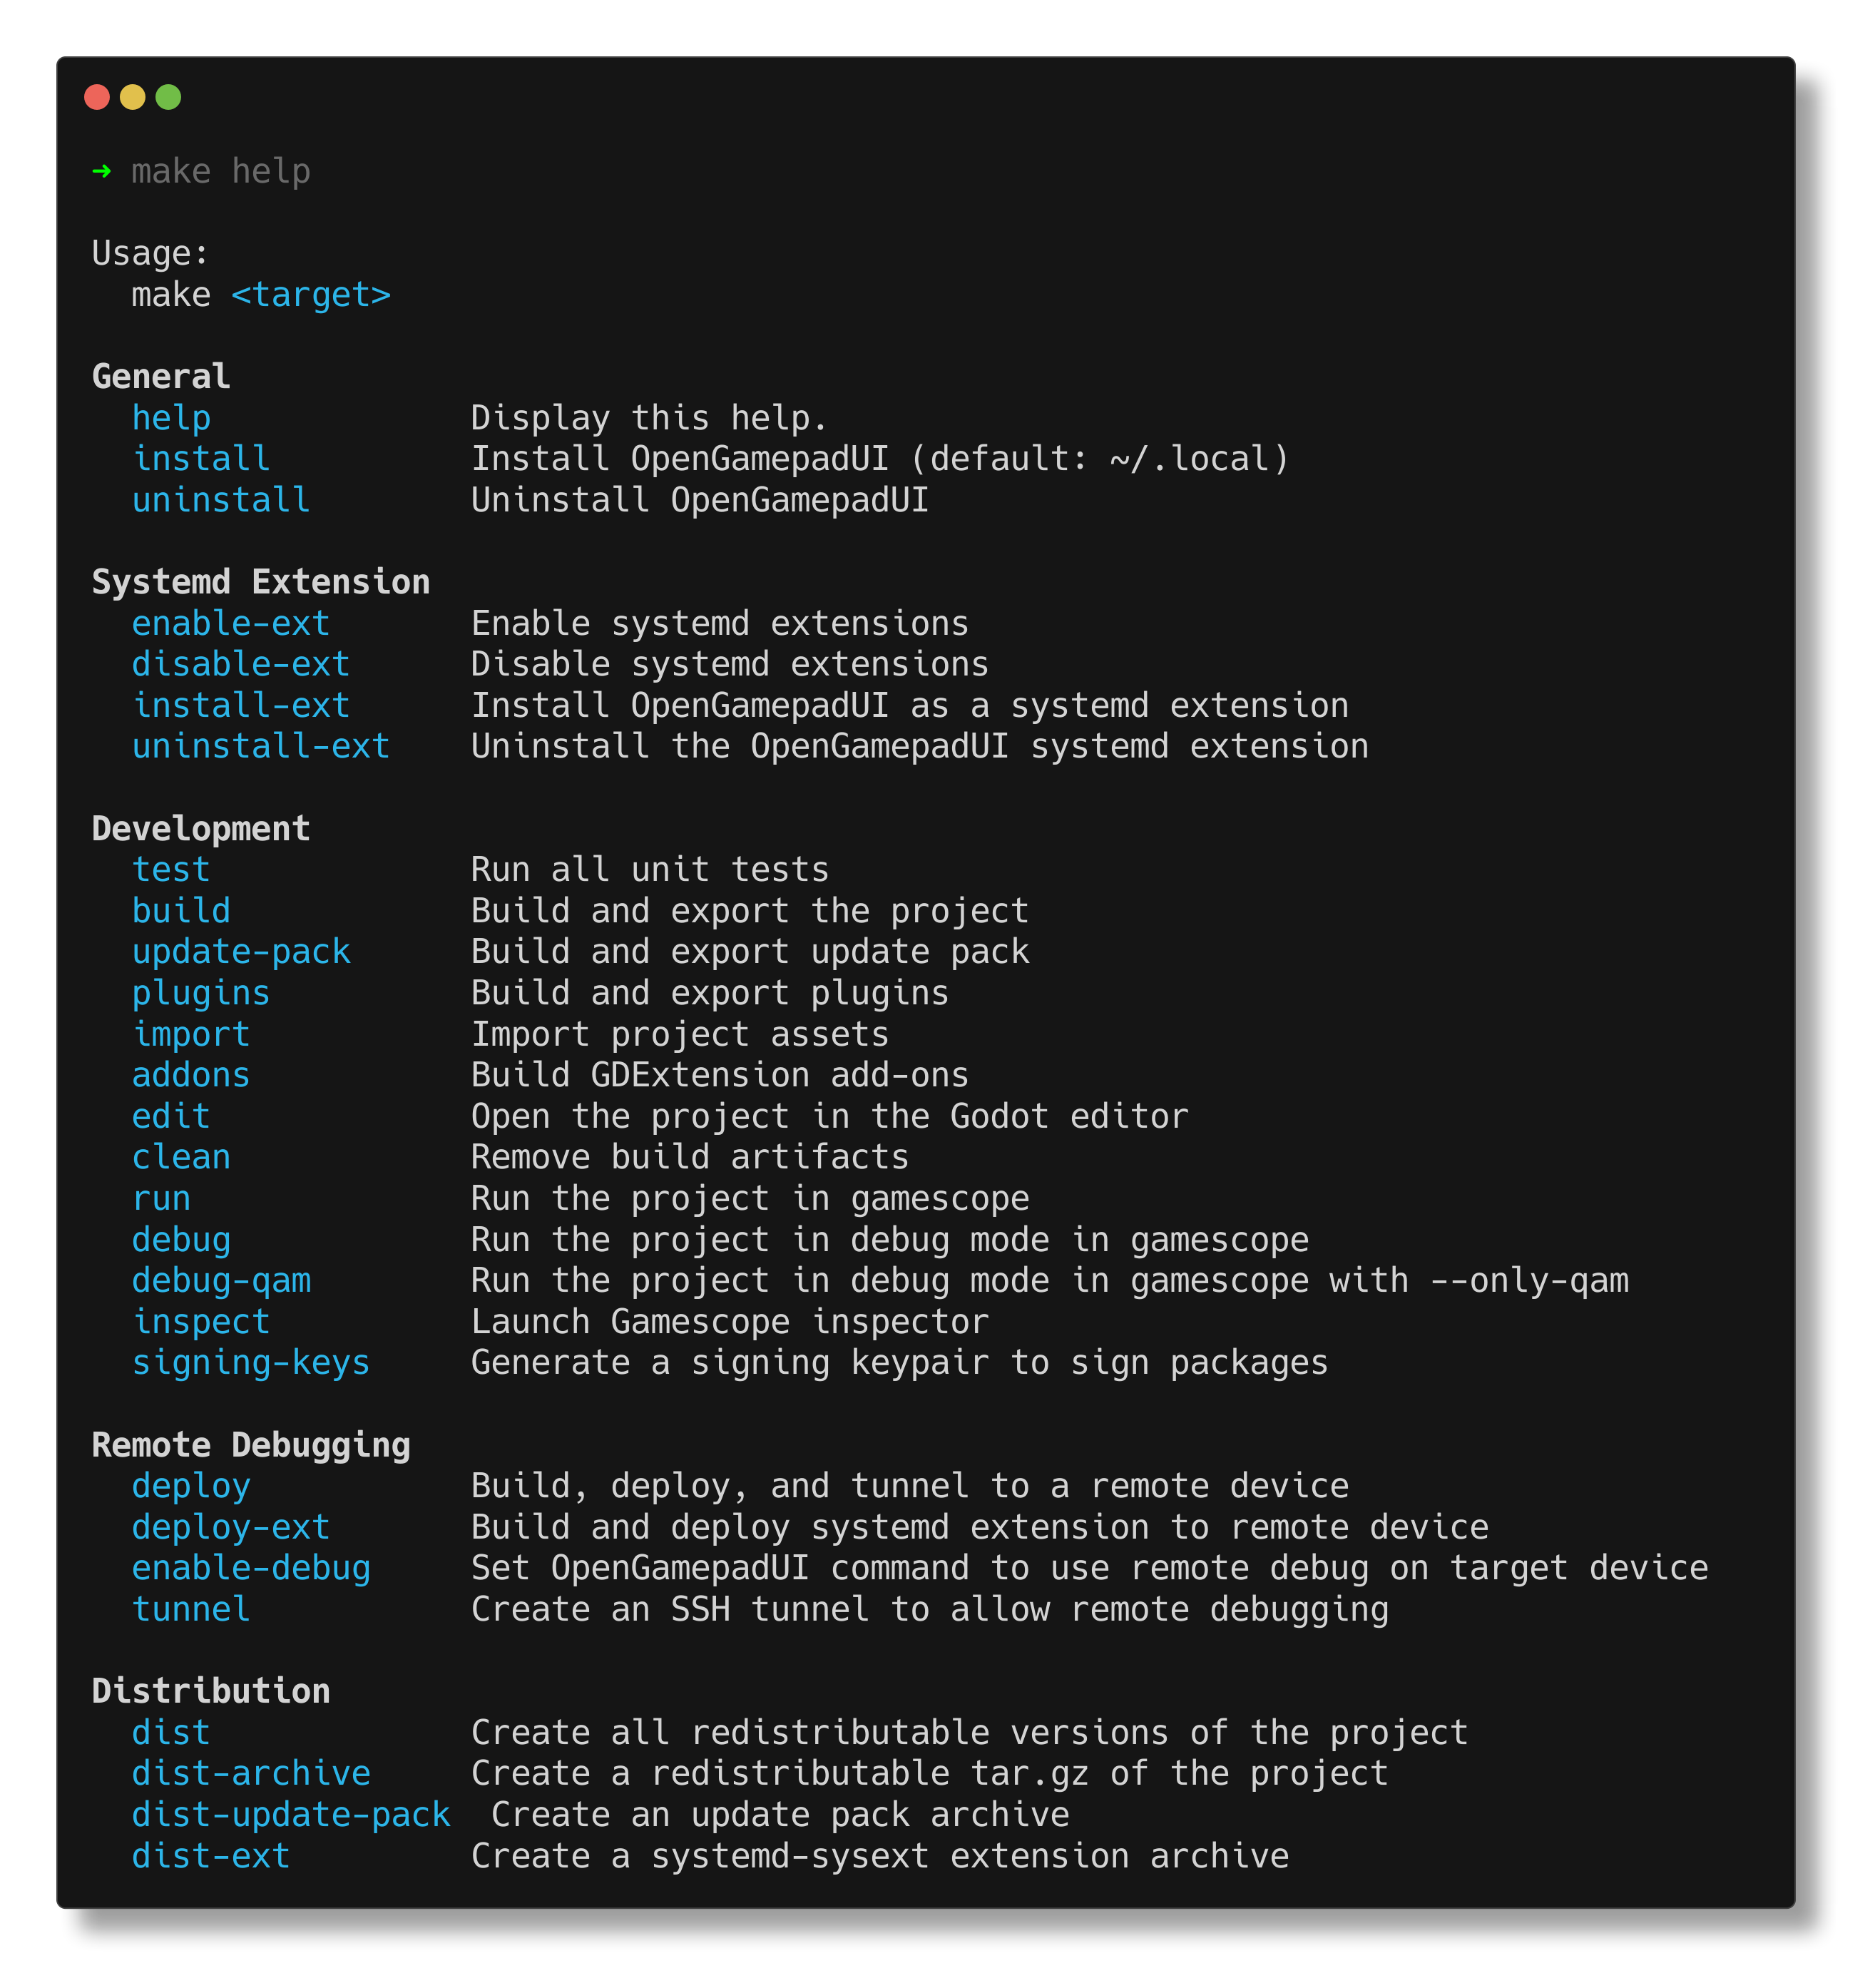 ➜ make help
Usage:
  make <target>
General
  help             Display this help.
  install          Install OpenGamepadUI (default: ~/.local)
  uninstall        Uninstall OpenGamepadUI
Systemd Extension
  enable-ext       Enable systemd extensions
  disable-ext      Disable systemd extensions
  install-ext      Install OpenGamepadUI as a systemd extension
  uninstall-ext    Uninstall the OpenGamepadUI systemd extension
Development
  test             Run all unit tests
  build            Build and export the project
  update-pack      Build and export update pack
  plugins          Build and export plugins
  import           Import project assets
  addons           Build GDExtension add-ons
  edit             Open the project in the Godot editor
  clean            Remove build artifacts
  run              Run the project in gamescope
  debug            Run the project in debug mode in gamescope
  debug-qam        Run the project in debug mode in gamescope with --only-qam
  inspect          Launch Gamescope inspector
  signing-keys     Generate a signing keypair to sign packages
Remote Debugging
  deploy           Build, deploy, and tunnel to a remote device
  deploy-ext       Build and deploy systemd extension to remote device
  enable-debug     Set OpenGamepadUI command to use remote debug on target device
  tunnel           Create an SSH tunnel to allow remote debugging
Distribution
  dist             Create all redistributable versions of the project
  dist-archive     Create a redistributable tar.gz of the project
  dist-update-pack  Create an update pack archive
  dist-ext         Create a systemd-sysext extension archive